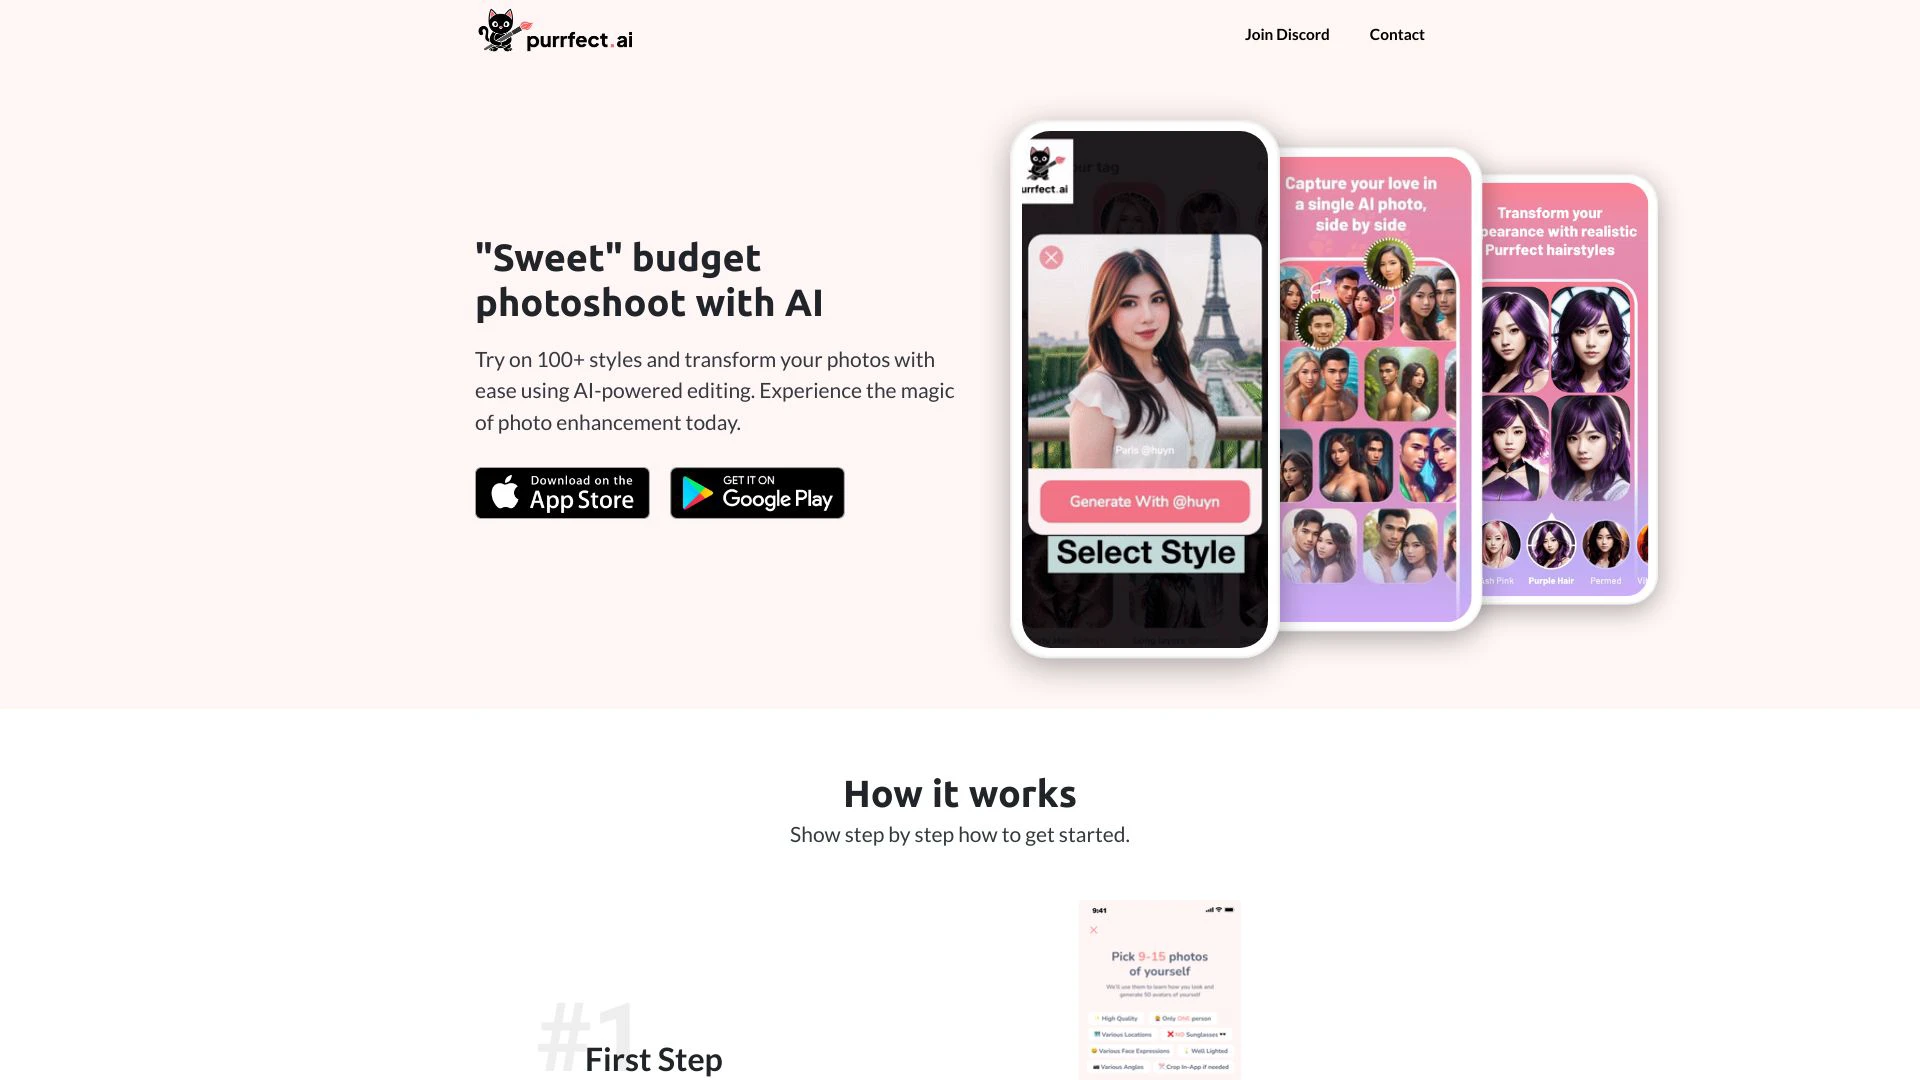 purrfect.ai
Join Discord
Contact
"Sweet" budget
photoshoot with AI
Try on 100+ styles and transform your photos with
ease using AI-powered editing. Experience the magic
of photo enhancement today.
Download on the
App Store
GET IT ON
Google Play
urrfect.ai
our tag
Paris @huyn
Generate With @huyn
Select Style
Capture your love in
a single AI photo,
side by side
Transform your
pearance with realistic
Purrfect hairstyles
sh Pink
Purple Hair
Permed
How it works
Show step by step how to get started.
#1
First Step
9:41
Pick 9-15 photos
of yourself
We'll use them to learn how you look and
generate 50 avatars of yourself
High Quality
Only ONE person
Various Locations
NO Sunglasses
Various Face Expressions
Well Lighted
Various Angles
Crop In-App if needed